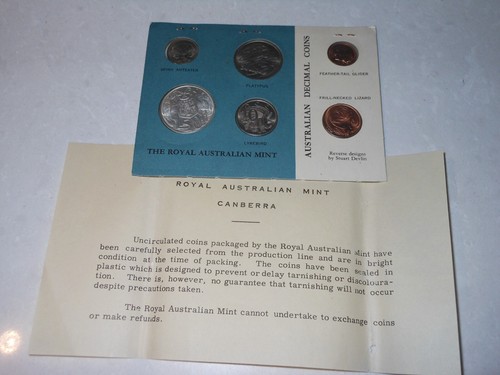 SPINY ANTEATER
PLATYPUS
LYREBIRD
THE ROYAL AUSTRALIAN MINT
AUSTRALIAN DECIMAL COINS
FEATHER-TAIL GLIDER
FRILL-NECKED LIZARD
Reverse designs
by Stuart Devlin
ROYAL AUSTRALIAN MINT
CANBERRA
Uncirculated coins packaged by the Royal Australian Mint have
been carefully selected from the production line and are in bright
condition at the time of packing. The coins have been sealed in
plastic which is designed to prevent or delay tarnishing or discoloura-
tion. There is, however, no guarantee that tarnishing will not occur
despite precautions taken.
The Royal Australian Mint cannot undertake to exchange coins
or make refunds.